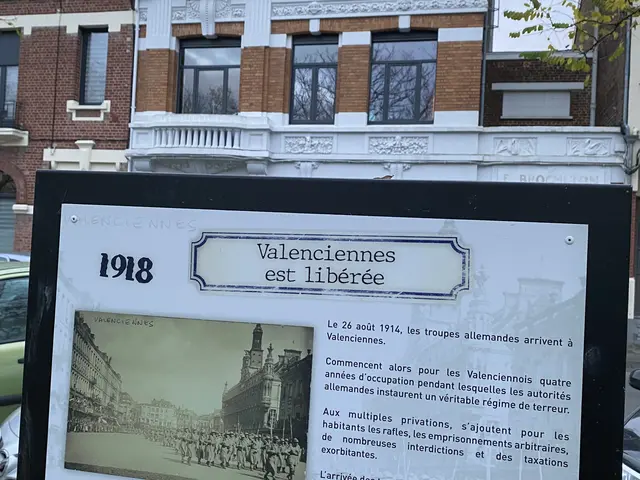 VALENCIENNES
1918
Valenciennes
est libérée
VALENCIENNES
Le 26 août 1914, les troupes allemandes arrivent à
Valenciennes.
Commencent alors pour les Valenciennois quatre
années d'occupation pendant lesquelles les autorités
allemandes instaurent un véritable régime de terreur.
Aux multiples privations, s'ajoutent pour les
habitants les rafles, les emprisonnements arbitraires,
de nombreuses interdictions et des taxations
exorbitantes.
L'arrivée des